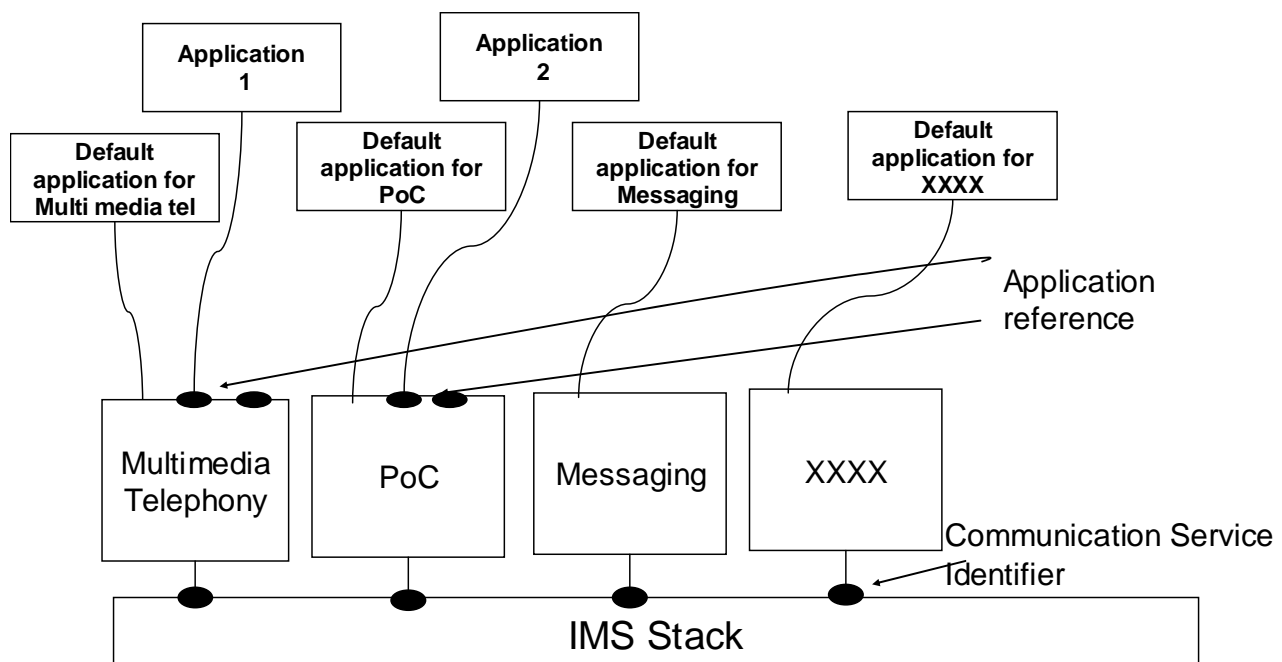 Application
1
Application
2
Default
application for
Multi media tel
Default
application for
PoC
Default
application for
Messaging
Default
application for
XXXX
Application
reference
Multimedia
Telephony
PoC
Messaging
XXXX
Communication Service
Identifier
IMS Stack